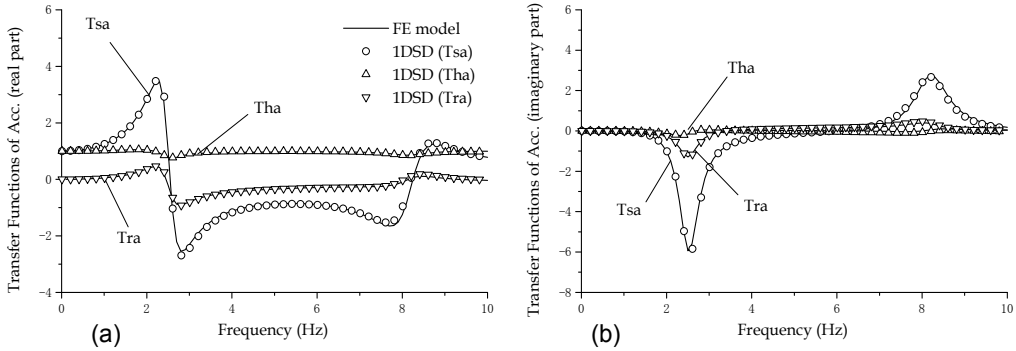 Transfer Functions of Acc. (real part)
6
4
2
0
−2
−4
0
2
4
6
8
10
Frequency (Hz)
(a)
Tsa
Tha
Tra
FE model
1DSD (Tsa)
1DSD (Tha)
1DSD (Tra)
Transfer Functions of Acc. (imaginary part)
6
4
2
0
−2
−4
−6
−8
0
2
4
6
8
10
Frequency (Hz)
(b)
Tha
Tsa
Tra